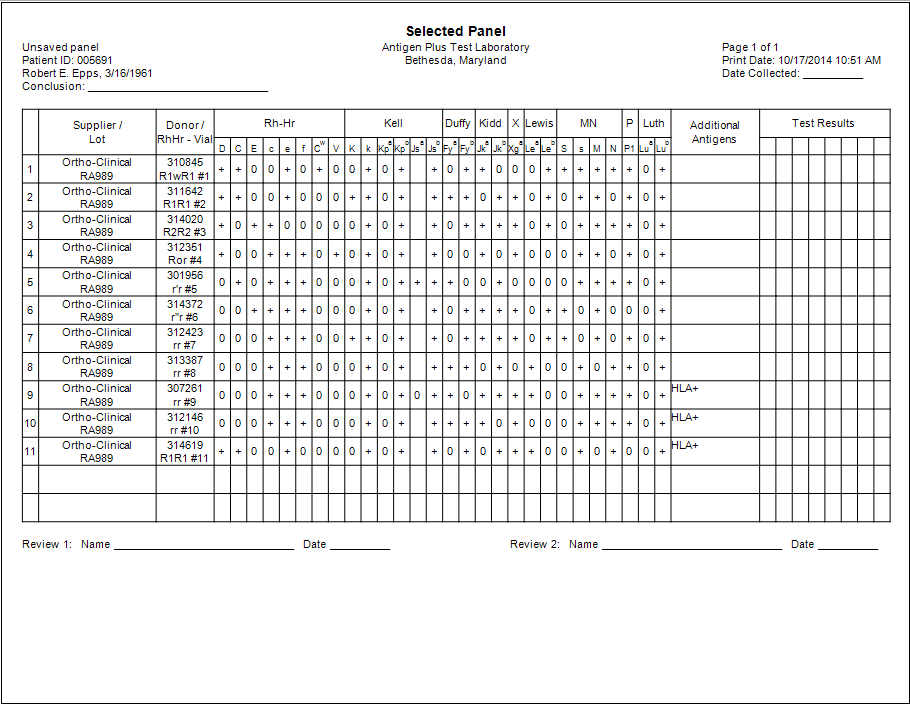 Selected Panel
Unsaved panel Antigen Plus Test Laboratory Page 1 of 1
Patient ID: 005691 Bethesda, Maryland Print Date: 10/17/2014 10:51 AM
Robert E. Epps, 3/16/1961 Date Collected: __________
Conclusion: ______________________________
Supplier / Lot Donor / RhHr - Vial Rh-Hr Kell Duffy Kidd X Lewis MN P Luth Additional Antigens Test Results
D C E c e f Cw V K k Kpa Kpb Jsa Jsb Fya Fyb Jka Jkb Xga Lea Leb S s M N P1 Lua Lub
1 Ortho-Clinical RA989 310845 R1wR1 #1 + + 0 0 + 0 + 0 0 + 0 + + 0 + + 0 0 0 + + + + + + 0 +
2 Ortho-Clinical RA989 311642 R1R1 #2 + + 0 0 + 0 0 0 + + 0 + + + + 0 + + 0 + 0 + + 0 + 0 +
3 Ortho-Clinical RA989 314020 R2R2 #3 + 0 + + 0 0 0 0 0 + 0 + + 0 + + + + 0 + 0 + + + + 0 +
4 Ortho-Clinical RA989 312351 Ror #4 + 0 0 + + + 0 + 0 + 0 + + 0 0 + 0 + 0 0 0 + + 0 + 0 +
5 Ortho-Clinical RA989 301956 r'r #5 0 + 0 + + + 0 0 0 + 0 + + + + 0 0 + 0 0 0 0 + + + + 0 +
6 Ortho-Clinical RA989 314372 r"r #6 0 0 + + + + 0 0 0 + 0 + + + + + + + 0 + + 0 + 0 0 0 +
7 Ortho-Clinical RA989 312423 rr #7 0 0 0 + + + 0 0 + + 0 + + + 0 + + + 0 + + 0 + 0 + 0 +
8 Ortho-Clinical RA989 313387 rr #8 0 0 0 + + + 0 0 0 + 0 + + + + 0 + 0 + 0 0 + 0 + + 0 +
9 Ortho-Clinical RA989 307261 rr #9 0 0 0 + + + 0 0 0 + 0 + 0 + 0 + + + + + 0 0 + + + + 0 + HLA+
10 Ortho-Clinical RA989 312146 rr #10 0 0 0 + + + 0 0 0 + 0 + + + + + 0 + 0 0 0 + + + + 0 + HLA+
11 Ortho-Clinical RA989 314619 R1R1 #11 + + 0 0 + 0 0 0 0 + 0 + + 0 + 0 + + + 0 0 + 0 + 0 0 + HLA+
Review 1: Name ______________________________ Date __________ Review 2: Name ______________________________ Date __________